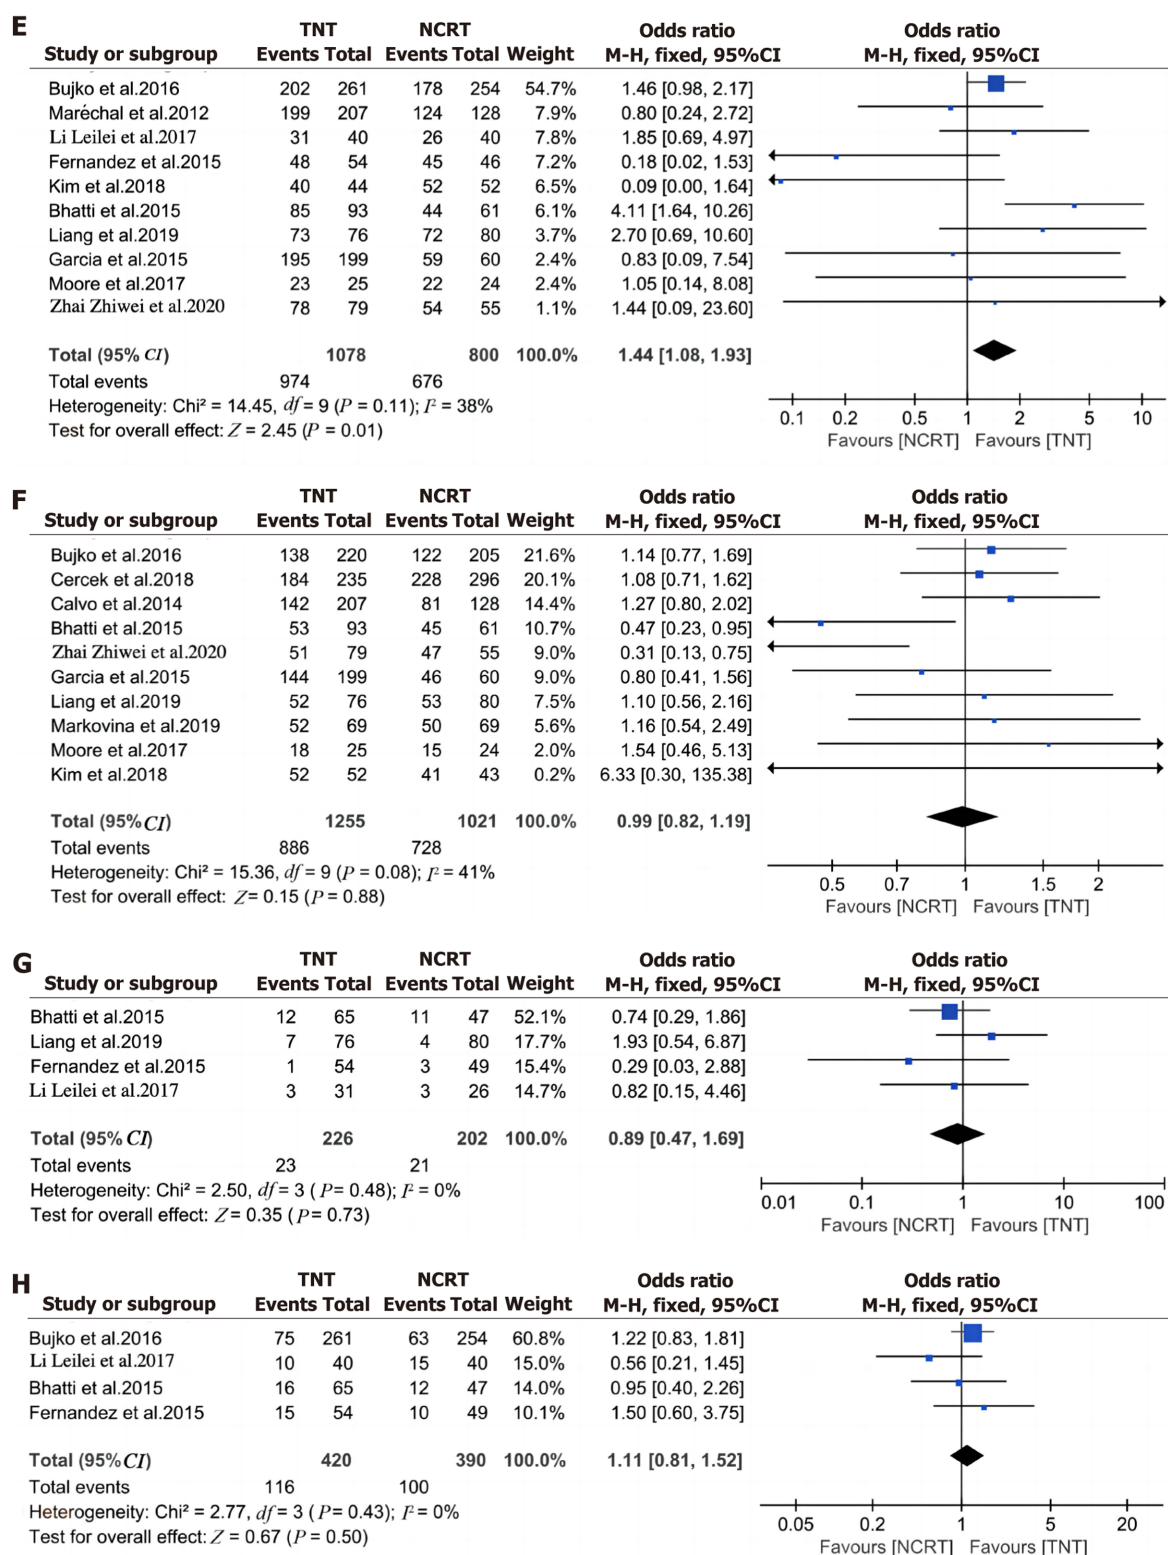 E
TNT NCRT Odds ratio Odds ratio
Study or subgroup Events Total Events Total Weight M-H, fixed, 95%CI M-H, fixed, 95%CI
Bujko et al.2016 202 261 178 254 54.7% 1.46 [0.98, 2.17]
Maréchal et al.2012 199 207 124 128 7.9% 0.80 [0.24, 2.72]
Li Leilei et al.2017 31 40 26 40 7.8% 1.85 [0.69, 4.97]
Fernandez et al.2015 48 54 45 46 7.2% 0.18 [0.02, 1.53]
Kim et al.2018 40 44 52 52 6.5% 0.09 [0.00, 1.64]
Bhatti et al.2015 85 93 44 61 6.1% 4.11 [1.64, 10.26]
Liang et al.2019 73 76 72 80 3.7% 2.70 [0.69, 10.60]
Garcia et al.2015 195 199 59 60 2.4% 0.83 [0.09, 7.54]
Moore et al.2017 23 25 22 24 2.4% 1.05 [0.14, 8.08]
Zhai Zhiwei et al.2020 78 79 54 55 1.1% 1.44 [0.09, 23.60]
Total (95% CI) 1078 800 100.0% 1.44 [1.08, 1.93]
Total events 974 676
Heterogeneity: Chi² = 14.45, df = 9 (P = 0.11); I² = 38%
Test for overall effect: Z = 2.45 (P = 0.01)
0.1 0.2 0.5 1 2 5 10
Favours [NCRT] Favours [TNT]
F
TNT NCRT Odds ratio Odds ratio
Study or subgroup Events Total Events Total Weight M-H, fixed, 95%CI M-H, fixed, 95%CI
Bujko et al.2016 138 220 122 205 21.6% 1.14 [0.77, 1.69]
Cercek et al.2018 184 235 228 296 20.1% 1.08 [0.71, 1.62]
Calvo et al.2014 142 207 81 128 14.4% 1.27 [0.80, 2.02]
Bhatti et al.2015 53 93 45 61 10.7% 0.47 [0.23, 0.95]
Zhai Zhiwei et al.2020 51 79 47 55 9.0% 0.31 [0.13, 0.75]
Garcia et al.2015 144 199 46 60 9.0% 0.80 [0.41, 1.56]
Liang et al.2019 52 76 53 80 7.5% 1.10 [0.56, 2.16]
Markovina et al.2019 52 69 50 69 5.6% 1.16 [0.54, 2.49]
Moore et al.2017 18 25 15 24 2.0% 1.54 [0.46, 5.13]
Kim et al.2018 52 52 41 43 0.2% 6.33 [0.30, 135.38]
Total (95%CI) 1255 1021 100.0% 0.99 [0.82, 1.19]
Total events 886 728
Heterogeneity: Chi² = 15.36, df = 9 (P = 0.08); I² = 41%
Test for overall effect: Z= 0.15 (P = 0.88)
0.5 0.7 1 1.5 2
Favours [NCRT] Favours [TNT]
G
TNT NCRT Odds ratio Odds ratio
Study or subgroup Events Total Events Total Weight M-H, fixed, 95%CI M-H, fixed, 95%CI
Bhatti et al.2015 12 65 11 47 52.1% 0.74 [0.29, 1.86]
Liang et al.2019 7 76 4 80 17.7% 1.93 [0.54, 6.87]
Fernandez et al.2015 1 54 3 49 15.4% 0.29 [0.03, 2.88]
Li Leilei et al.2017 3 31 3 26 14.7% 0.82 [0.15, 4.46]
Total (95% CI) 226 202 100.0% 0.89 [0.47, 1.69]
Total events 23 21
Heterogeneity: Chi² = 2.50, df = 3 ( P= 0.48); I² = 0%
Test for overall effect: Z = 0.35 ( P = 0.73)
0.01 0.1 1 10 100
Favours [NCRT] Favours [TNT]
H
TNT NCRT Odds ratio Odds ratio
Study or subgroup Events Total Events Total Weight M-H, fixed, 95%CI M-H, fixed, 95%CI
Bujko et al.2016 75 261 63 254 60.8% 1.22 [0.83, 1.81]
Li Leilei et al.2017 10 40 15 40 15.0% 0.56 [0.21, 1.45]
Bhatti et al.2015 16 65 12 47 14.0% 0.95 [0.40, 2.26]
Fernandez et al.2015 15 54 10 49 10.1% 1.50 [0.60, 3.75]
Total (95%CI) 420 390 100.0% 1.11 [0.81, 1.52]
Total events 116 100
Heterogeneity: Chi² = 2.77, df = 3 ( P= 0.43); I² = 0%
Test for overall effect: Z = 0.67 ( P = 0.50)
0.05 0.2 1 5 20
Favours [NCRT] Favours [TNT]